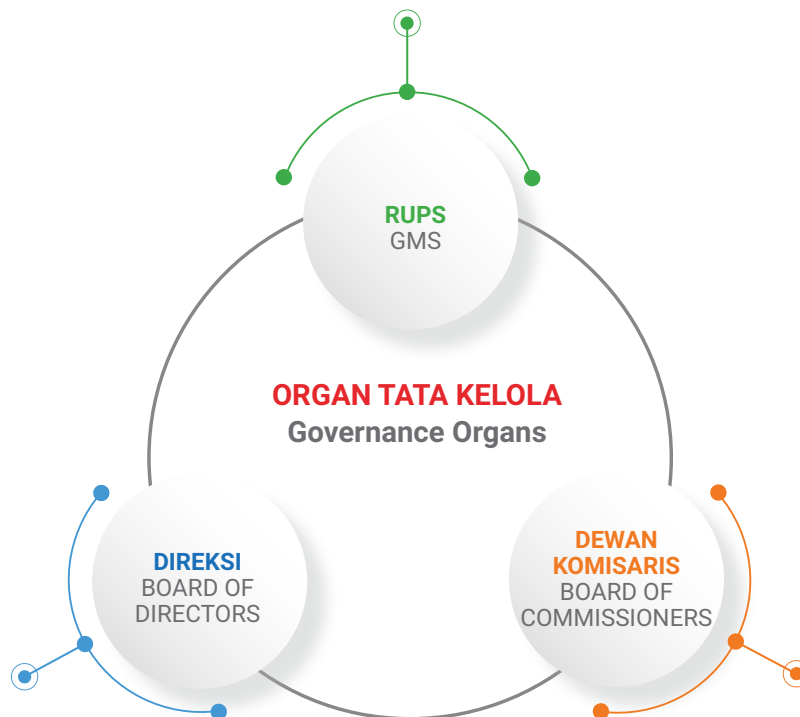 RUPS
GMS
ORGAN TATA KELOLA
Governance Organs
DIREKSI
BOARD OF
DIRECTORS
DEWAN
KOMISARIS
BOARD OF
COMMISSIONERS